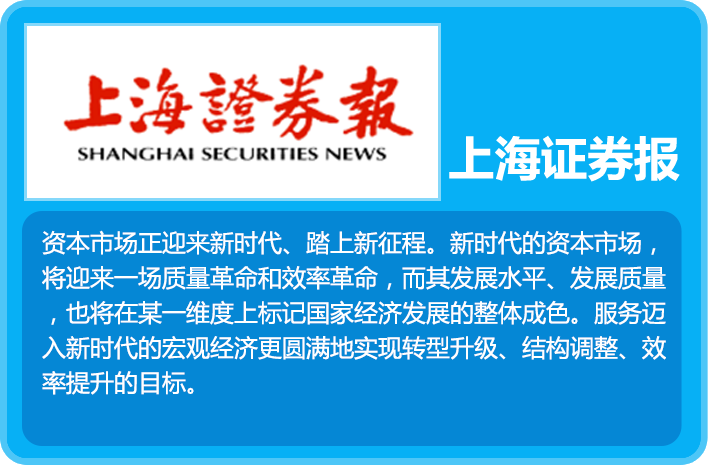 上海證券報
SHANGHAI SECURITIES NEWS
上海证券报
资本市场正迎来新时代、踏上新征程。新时代的资本市场，
将迎来一场质量革命和效率革命，而其发展水平、发展质量
，也将在某一维度上标记国家经济发展的整体成色。服务迈
入新时代的宏观经济更圆满地实现转型升级、结构调整、效
率提升的目标。